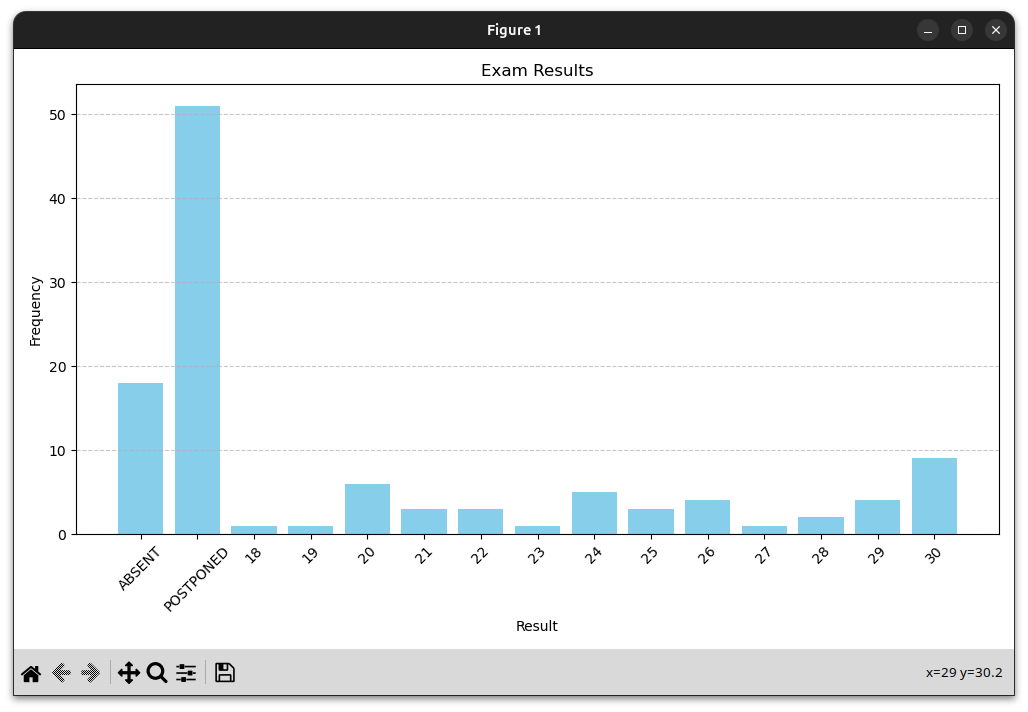 Figure 1
Exam Results
50
40
30
20
10
0
Frequency
ABSENT POSTPONED 18 19 20 21 22 23 24 25 26 27 28 29 30
Result
x=29 y=30.2